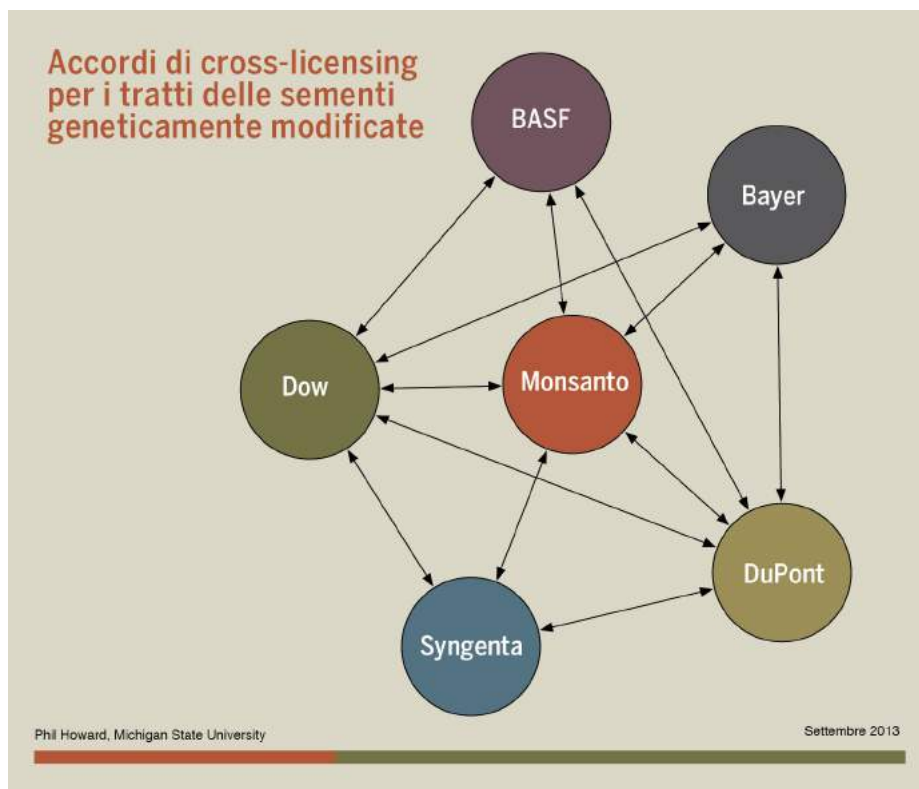 Accordi di cross-licensing
per i tratti delle sementi
geneticamente modificate
BASF
Bayer
Dow
Monsanto
DuPont
Syngenta
Phil Howard, Michigan State University
Settembre 2013